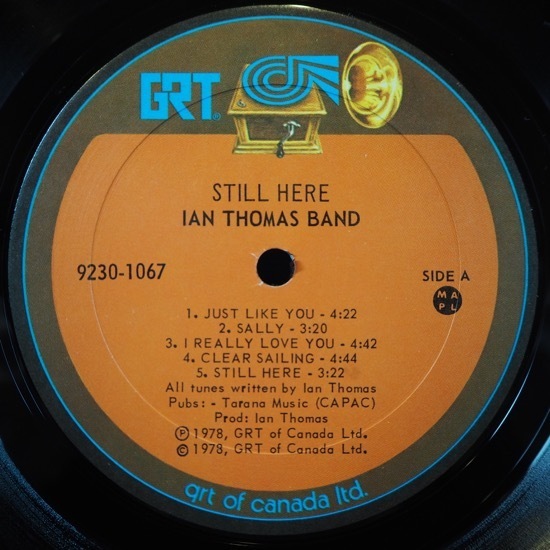 GRT®
STILL HERE
IAN THOMAS BAND
9230-1067
SIDE A
MA
PL
1. JUST LIKE YOU - 4:22
2. SALLY - 3:20
3. I REALLY LOVE YOU - 4:42
4. CLEAR SAILING - 4:44
5. STILL HERE - 3:22
All tunes written by Ian Thomas
Pubs: - Tarana Music (CAPAC)
Prod: Ian Thomas
℗ 1978, GRT of Canada Ltd.
© 1978, GRT of Canada Ltd.
grt of canada ltd.